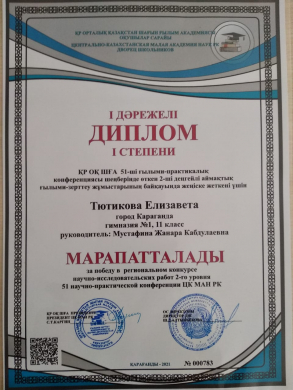 ҚР ОРТАЛЫҚ ҚАЗАҚСТАН ШАҒЫН ҒЫЛЫМ АКАДЕМИЯСЫ
ОҚУШЫЛАР САРАЙЫ
ЦЕНТРАЛЬНО-КАЗАХСТАНСКАЯ МАЛАЯ АКАДЕМИЯ НАУК РК
ДВОРЕЦ ШКОЛЬНИКОВ
І ДӘРЕЖЕЛІ
ДИПЛОМ
І СТЕПЕНИ
ҚР ОҚ ШҒА 51-ші ғылыми-практикалық
конференциясы шеңберінде өткен 2-ші деңгейлі аймақтық
ғылыми-зерттеу жұмыстарының байқауында жеңіске жеткені үшін
Тютикова Елизавета
город Караганда
гимназия №1, 11 класс
руководитель: Мустафина Жанара Кабдулаевна
МАРАПАТТАЛАДЫ
за победу в региональном конкурсе
научно-исследовательских работ 2-го уровня
51 научно-практической конференции ЦК МАН РК
ҚАРАҒАНДЫ - 2021
№ 000783